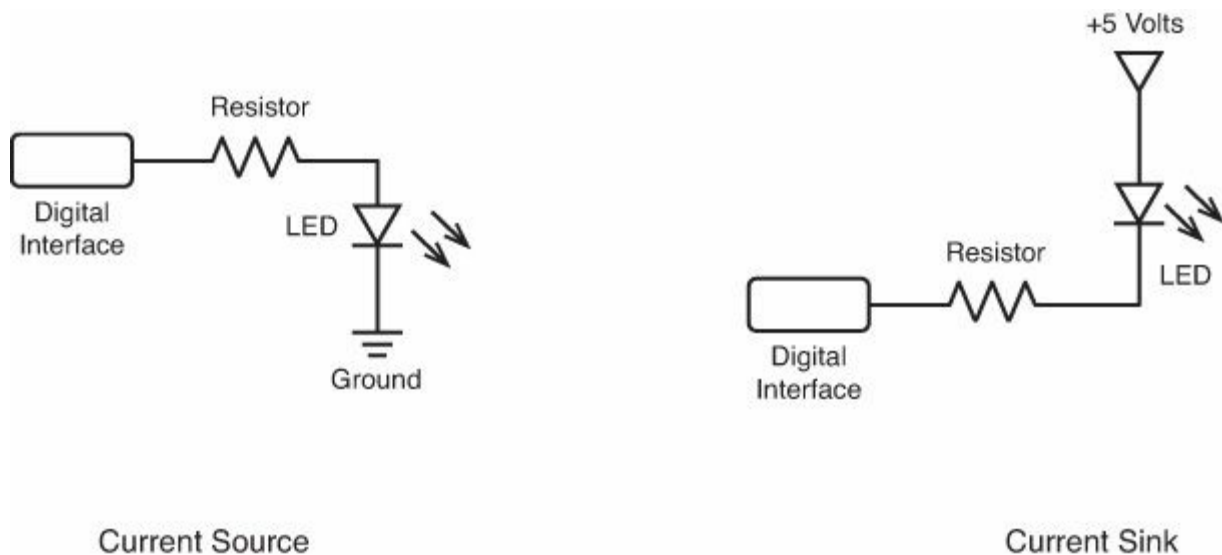 Resistor
Digital
Interface
LED
Ground
Current Source
+5 Volts
LED
Resistor
Digital
Interface
Current Sink